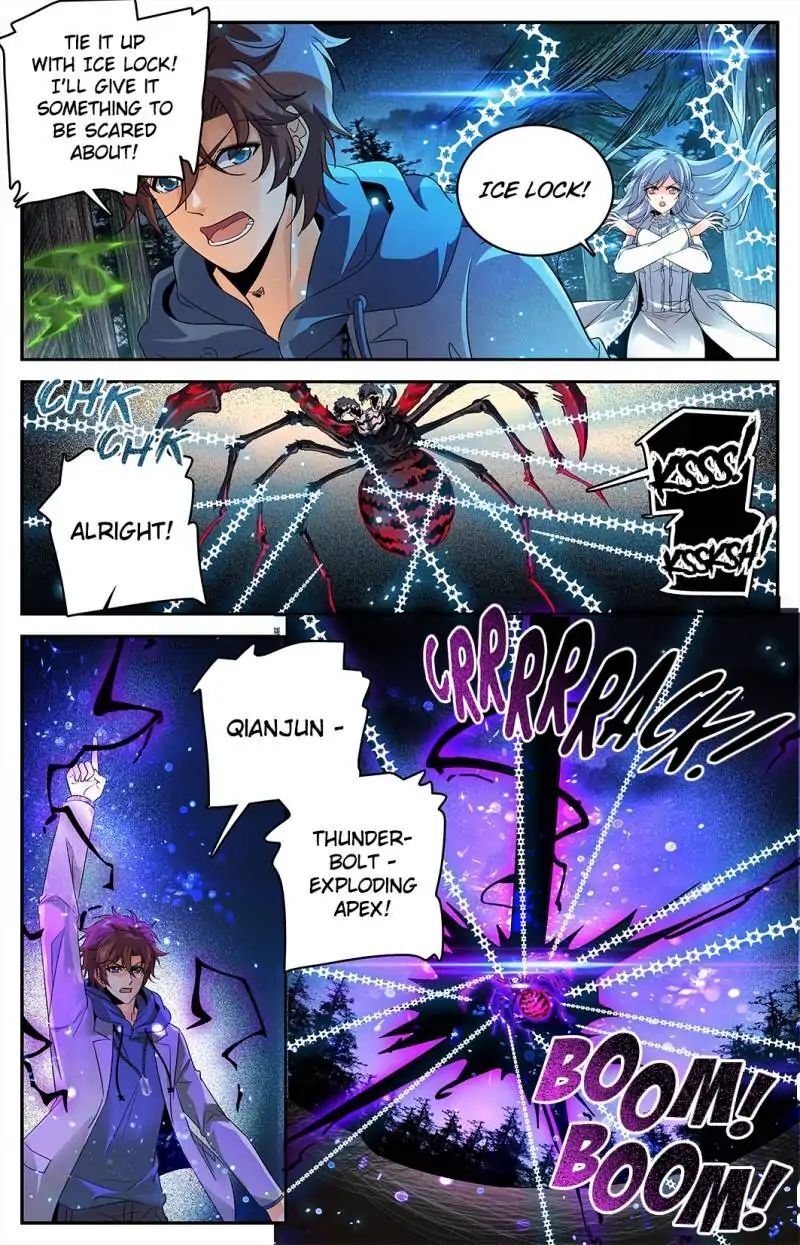 TIE IT UP
WITH ICE LOCK!
I'LL GIVE IT
SOMETHING TO
BE SCARED
ABOUT!
ICE LOCK!
CHK
CHK
ALRIGHT!
KSSS!
KSSKSH!
QIANJUN -
CRRRRRACK!
THUNDER-
BOLT -
EXPLODING
APEX!
BOOM!
BOOM!